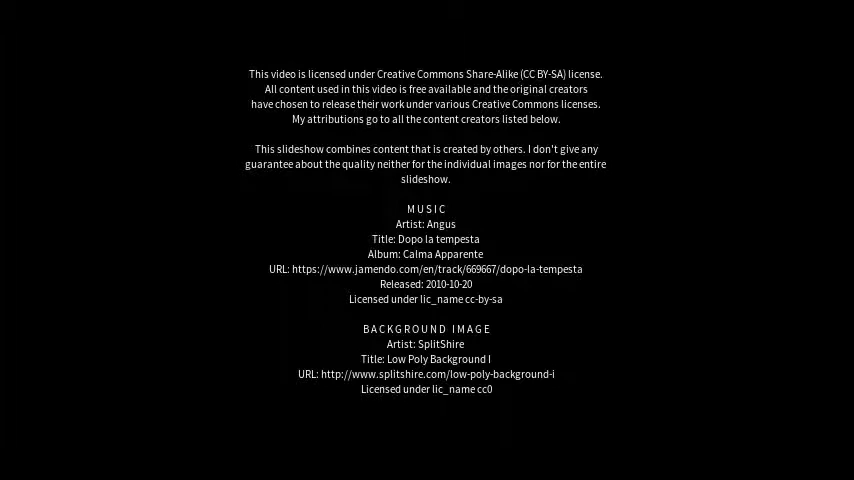 This video is licensed under Creative Commons Share-Alike (CC BY-SA) license.
All content used in this video is free available and the original creators
have chosen to release their work under various Creative Commons licenses.
My attributions go to all the content creators listed below.
This slideshow combines content that is created by others. I don't give any
guarantee about the quality neither for the individual images nor for the entire
slideshow.
MUSIC
Artist: Angus
Title: Dopo la tempesta
Album: Calma Apparente
URL: https://www.jamendo.com/en/track/669667/dopo-la-tempesta
Released: 2010-10-20
Licensed under lic_name cc-by-sa
BACKGROUND IMAGE
Artist: SplitShire
Title: Low Poly Background I
URL: http://www.splitshire.com/low-poly-background-i
Licensed under lic_name cc0